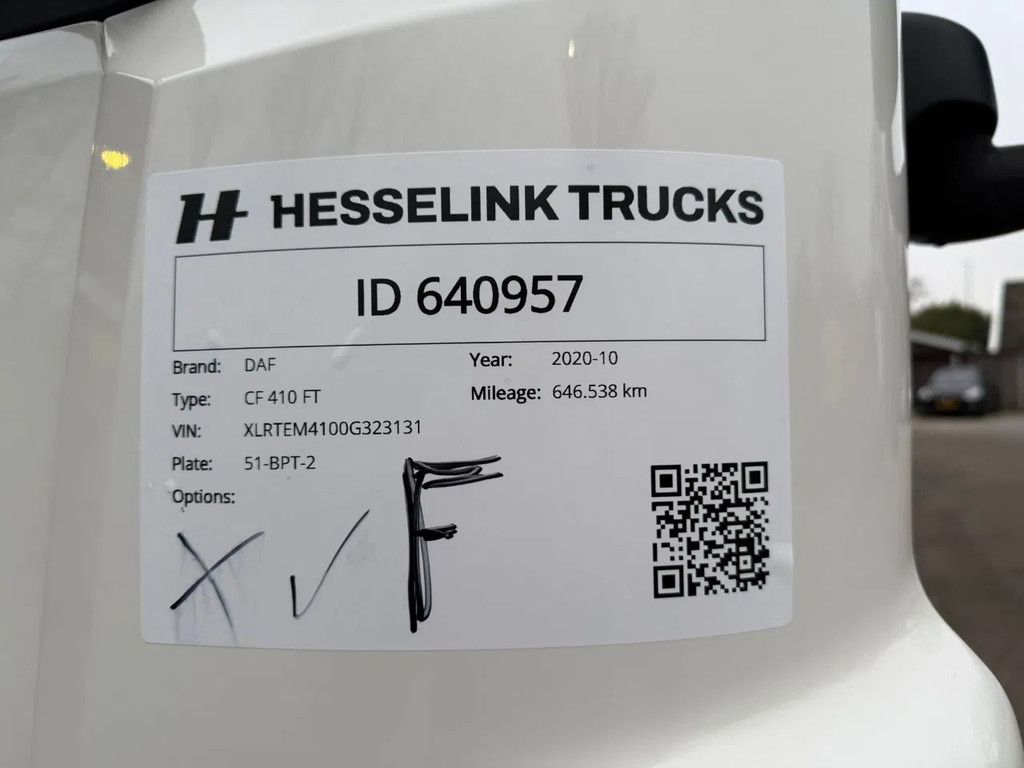 H HESSELINK TRUCKS
ID 640957
Brand: DAF
Year: 2020-10
Type: CF 410 FT
Mileage: 646.538 km
VIN: XLRTEM4100G323131
Plate: 51-BPT-2
Options:
X ✓ F